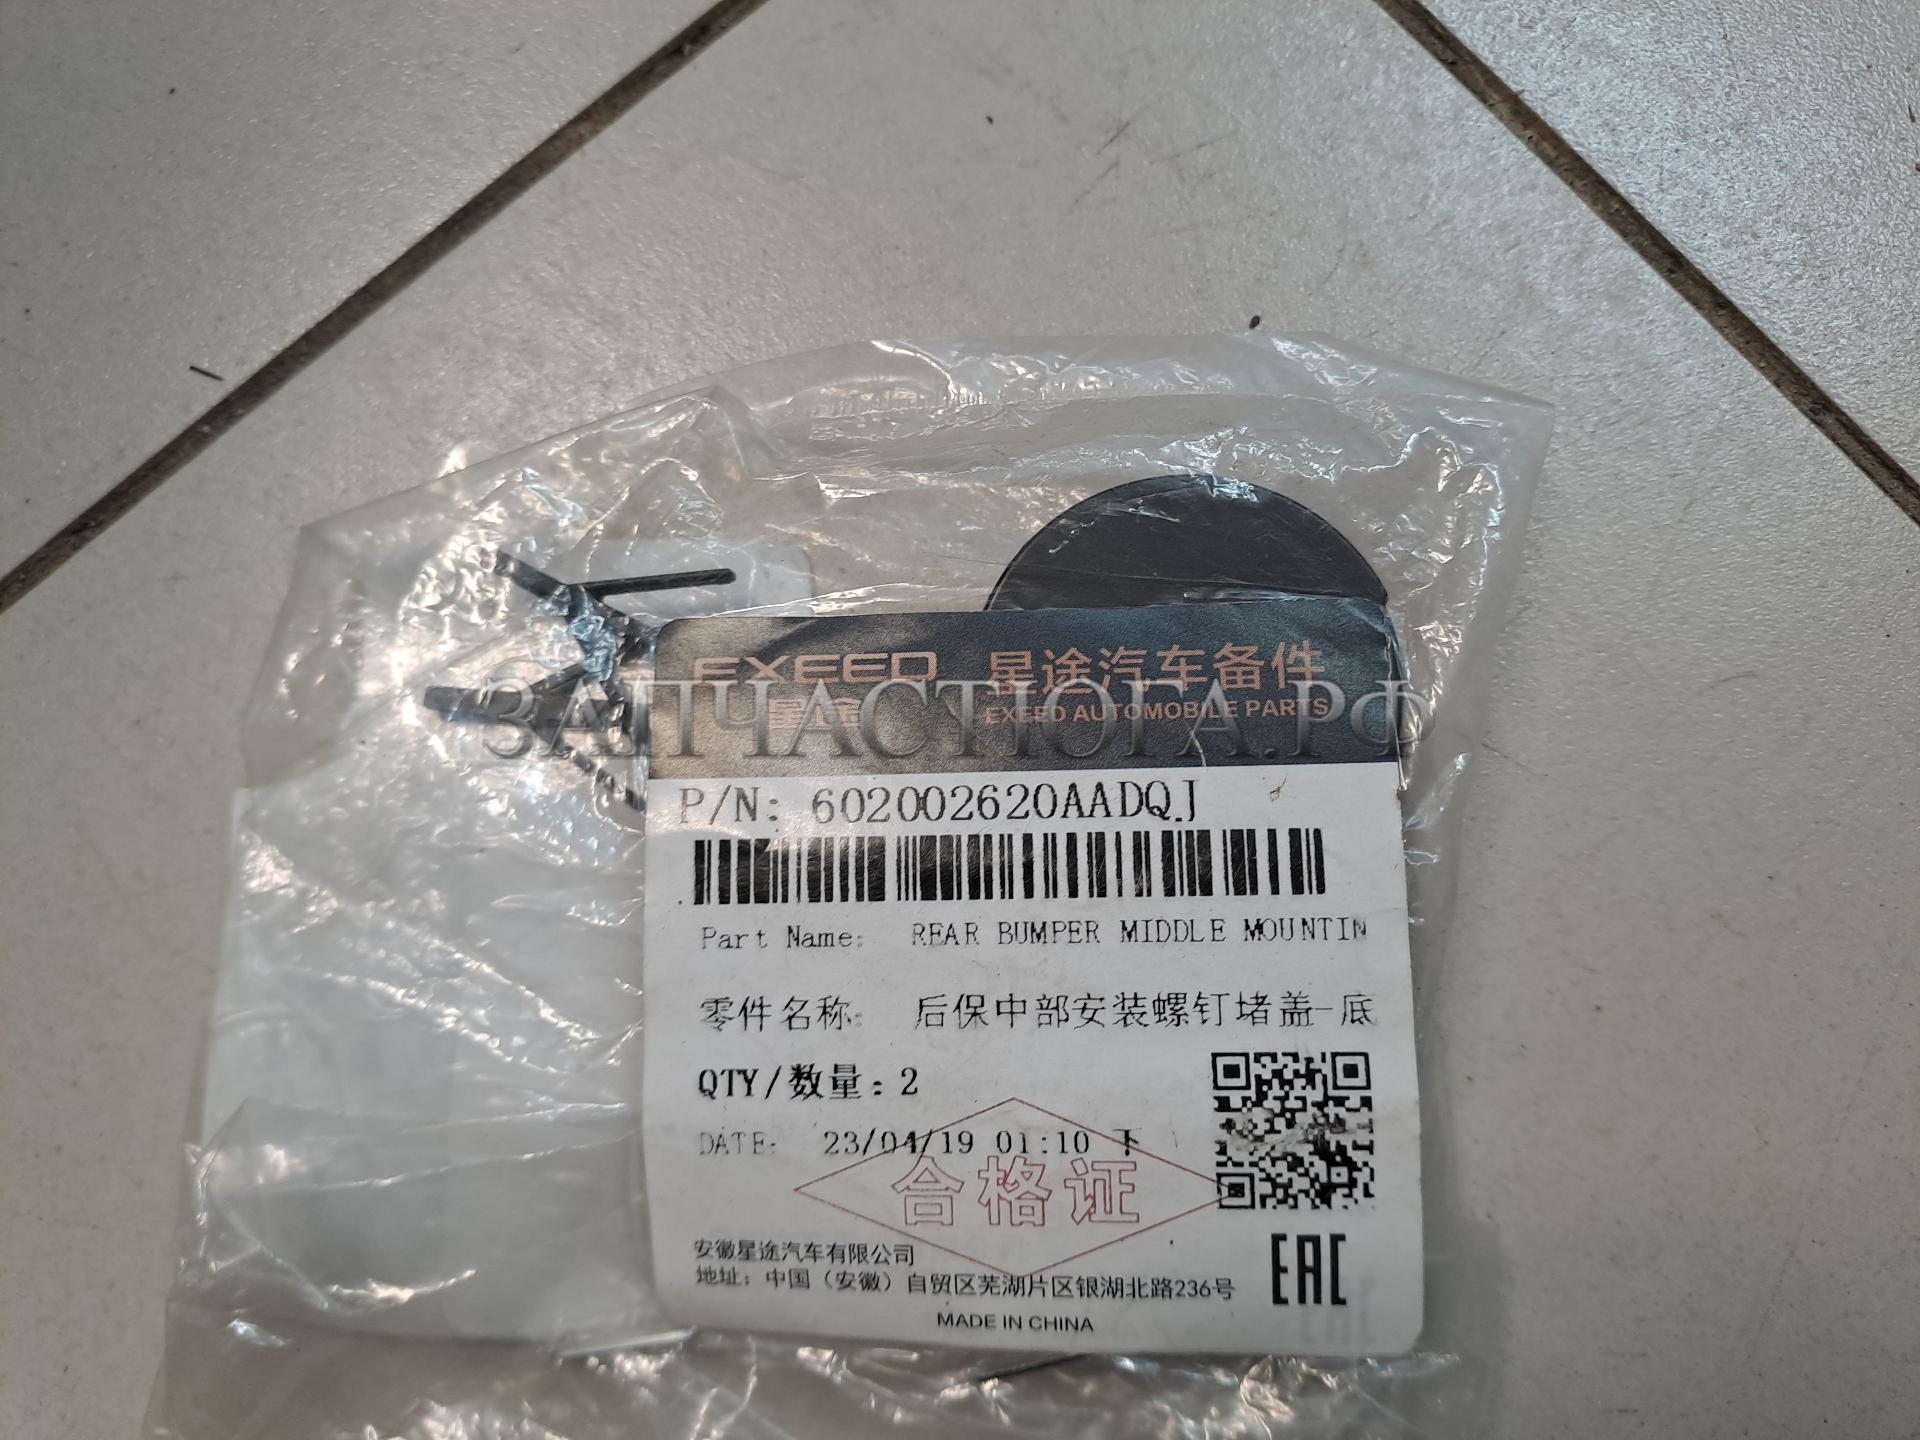 EXEED 星途汽车备件
星途 EXEED AUTOMOBILE PARTS
ЗАПЧАСТЮГА.РФ
P/N: 602002620AADQJ
Part Name: REAR BUMPER MIDDLE MOUNTIN
零件名称: 后保中部安装螺钉堵盖-底
QTY/数量: 2
DATE: 23/04/19 01:10 下
合格证
安徽星途汽车有限公司
地址：中国（安徽）自贸区芜湖片区银湖北路236号
EAC
MADE IN CHINA